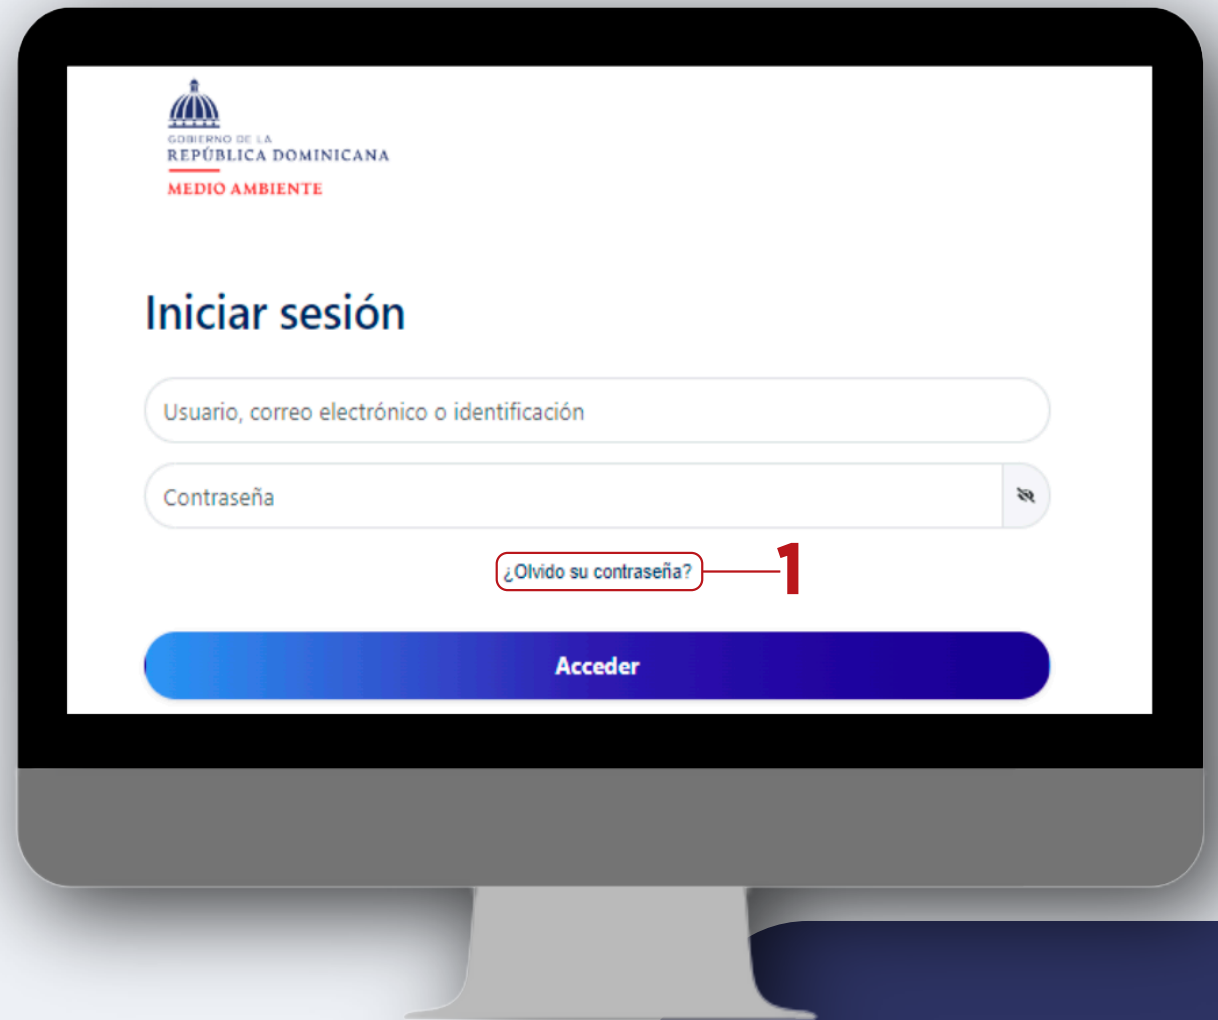 GOBIERNO DE LA
REPÚBLICA DOMINICANA
MEDIO AMBIENTE
Iniciar sesión
Usuario, correo electrónico o identificación
Contraseña
¿Olvido su contraseña?
1
Acceder